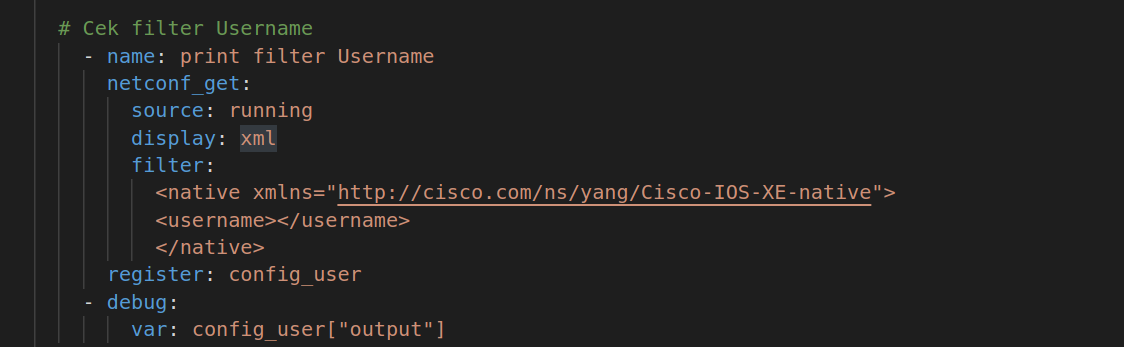 # Cek filter Username
- name: print filter Username
netconf_get:
source: running
display: xml
filter:
<native xmlns="http://cisco.com/ns/yang/Cisco-IOS-XE-native">
<username></username>
</native>
register: config_user
- debug:
var: config_user["output"]